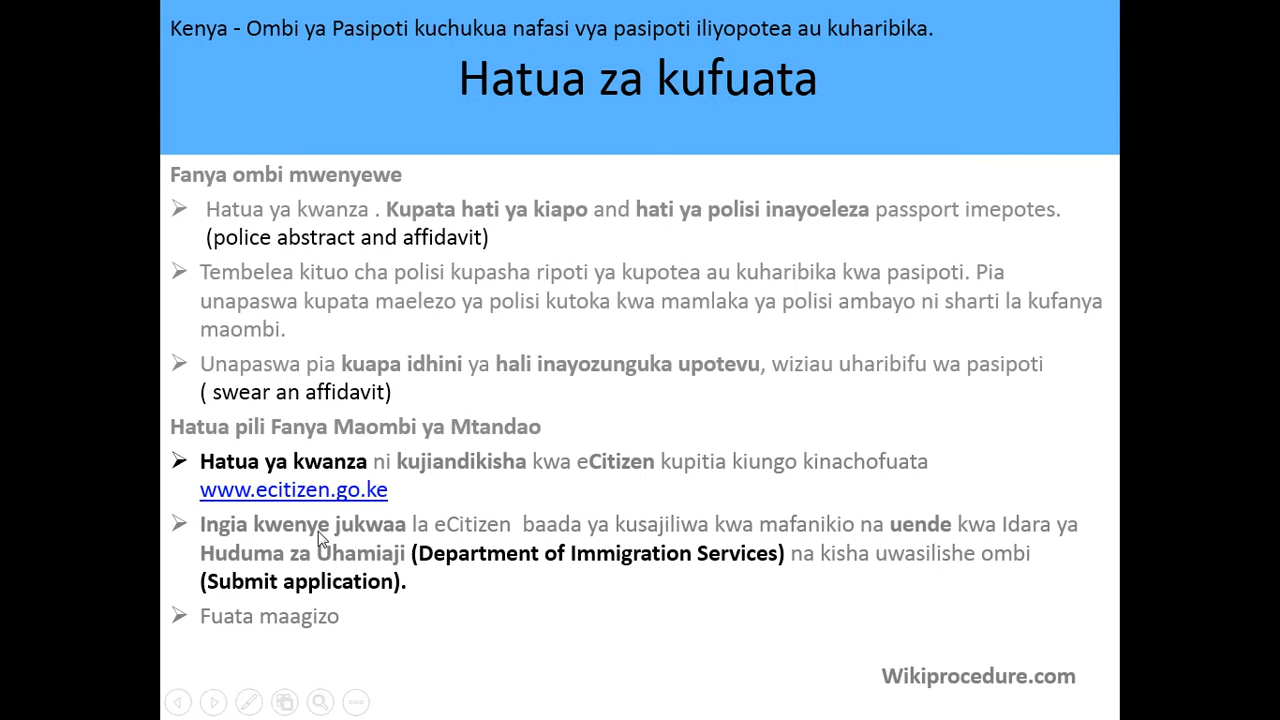 Kenya - Ombi ya Pasipoti kuchukua nafasi vya pasipoti iliyopotea au kuharibika.
Hatua za kufuata
Fanya ombi mwenyewe
Hatua ya kwanza . Kupata hati ya kiapo and hati ya polisi inayoeleza passport imepotes.
(police abstract and affidavit)
Tembelea kituo cha polisi kupasha ripoti ya kupotea au kuharibika kwa pasipoti. Pia
unapaswa kupata maelezo ya polisi kutoka kwa mamlaka ya polisi ambayo ni sharti la kufanya
maombi.
Unapaswa pia kuapa idhini ya hali inayozunguka upotevu, wiziau uharibifu wa pasipoti
( swear an affidavit)
Hatua pili Fanya Maombi ya Mtandao
Hatua ya kwanza ni kujiandikisha kwa eCitizen kupitia kiungo kinachofuata
www.ecitizen.go.ke
Ingia kwenye jukwaa la eCitizen baada ya kusajiliwa kwa mafanikio na uende kwa Idara ya
Huduma za Uhamiaji (Department of Immigration Services) na kisha uwasilishe ombi
(Submit application).
Fuata maagizo
Wikiprocedure.com